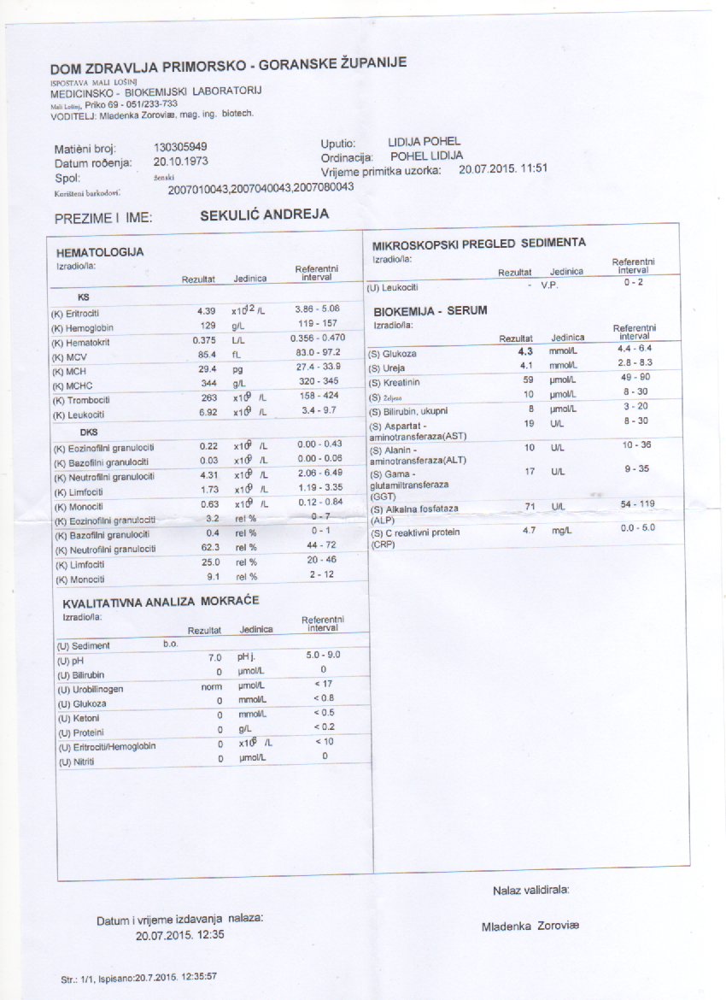 DOM ZDRAVLJA PRIMORSKO - GORANSKE ŽUPANIJE
ISPOSTAVA MALI LOŠINJ
MEDICINSKO - BIOKEMIJSKI LABORATORIJ
Mali Lošinj, Priko 69 - 051/233-733
VODITELJ: Mladenka Zoroviæ, mag. ing. biotech.
Matièni broj: 130305949 Uputio: LIDIJA POHEL
Datum roðenja: 20.10.1973 Ordinacija: POHEL LIDIJA
Spol: ženski Vrijeme primitka uzorka: 20.07.2015. 11:51
Korišteni barkodovi: 2007010043,2007040043,2007080043
PREZIME I IME: SEKULIĆ ANDREJA
HEMATOLOGIJA
Izradio/la:
Rezultat Jedinica Referentni interval
KS
(K) Eritrociti 4.39 x10^12 /L 3.86 - 5.08
(K) Hemoglobin 129 g/L 119 - 157
(K) Hematokrit 0.375 L/L 0.356 - 0.470
(K) MCV 85.4 fL 83.0 - 97.2
(K) MCH 29.4 pg 27.4 - 33.9
(K) MCHC 344 g/L 320 - 345
(K) Trombociti 263 x10^9 /L 158 - 424
(K) Leukociti 6.92 x10^9 /L 3.4 - 9.7
DKS
(K) Eozinofilni granulociti 0.22 x10^9 /L 0.00 - 0.43
(K) Bazofilni granulociti 0.03 x10^9 /L 0.00 - 0.06
(K) Neutrofilni granulociti 4.31 x10^9 /L 2.06 - 6.49
(K) Limfociti 1.73 x10^9 /L 1.19 - 3.35
(K) Monociti 0.63 x10^9 /L 0.12 - 0.84
(K) Eozinofilni granulociti 3.2 rel % 0 - 7
(K) Bazofilni granulociti 0.4 rel % 0 - 1
(K) Neutrofilni granulociti 62.3 rel % 44 - 72
(K) Limfociti 25.0 rel % 20 - 46
(K) Monociti 9.1 rel % 2 - 12
KVALITATIVNA ANALIZA MOKRAĆE
Izradio/la:
Rezultat Jedinica Referentni interval
(U) Sediment b.o.
(U) pH 7.0 pH j. 5.0 - 9.0
(U) Bilirubin 0 µmol/L 0
(U) Urobilinogen norm µmol/L < 17
(U) Glukoza 0 mmol/L < 0.8
(U) Ketoni 0 mmol/L < 0.5
(U) Proteini 0 g/L < 0.2
(U) Eritrociti/Hemoglobin 0 x10^6 /L < 10
(U) Nitriti 0 µmol/L 0
MIKROSKOPSKI PREGLED SEDIMENTA
Izradio/la:
Rezultat Jedinica Referentni interval
(U) Leukociti - V.P. 0 - 2
BIOKEMIJA - SERUM
Izradio/la:
Rezultat Jedinica Referentni interval
(S) Glukoza 4.3 mmol/L 4.4 - 6.4
(S) Ureja 4.1 mmol/L 2.8 - 8.3
(S) Kreatinin 59 µmol/L 49 - 90
(S) Željezo 10 µmol/L 8 - 30
(S) Bilirubin, ukupni 8 µmol/L 3 - 20
(S) Aspartat - 19 U/L 8 - 30
aminotransferaza(AST)
(S) Alanin - 10 U/L 10 - 36
aminotransferaza(ALT)
(S) Gama - 17 U/L 9 - 35
glutamiltransferaza
(GGT)
(S) Alkalna fosfataza 71 U/L 54 - 119
(ALP)
(S) C reaktivni protein 4.7 mg/L 0.0 - 5.0
(CRP)
Nalaz validirala:
Mladenka Zoroviæ
Datum i vrijeme izdavanja nalaza:
20.07.2015. 12:35
Str.: 1/1, Ispisano:20.7.2015. 12:35:57